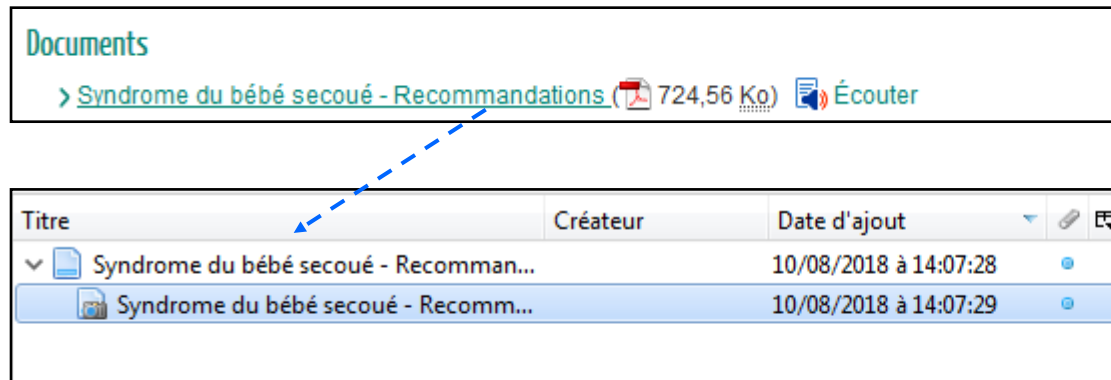 Documents
Syndrome du bébé secoué - Recommandations ( 724,56 Ko) Écouter
Titre Créateur Date d'ajout
Syndrome du bébé secoué - Recomman... 10/08/2018 à 14:07:28
Syndrome du bébé secoué - Recomm... 10/08/2018 à 14:07:29